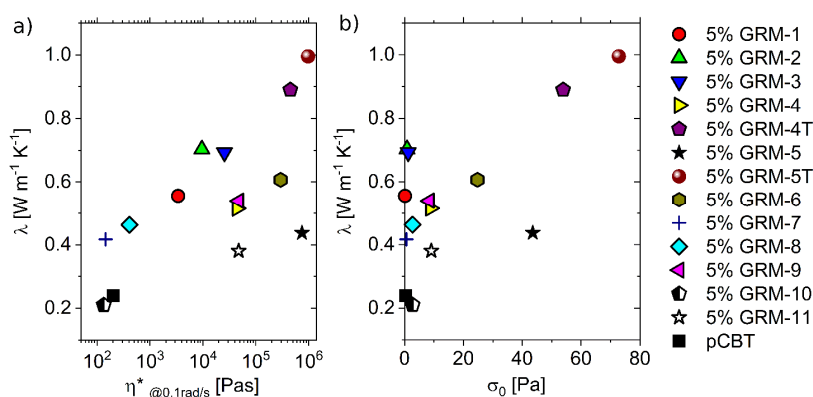 a)
b)
1.0
0.8
0.6
0.4
0.2
λ [W m⁻¹ K⁻¹]
10² 10³ 10⁴ 10⁵ 10⁶
η* @0.1rad/s [Pas]
1.0
0.8
0.6
0.4
0.2
λ [W m⁻¹ K⁻¹]
0 20 40 60 80
σ₀ [Pa]
5% GRM-1
5% GRM-2
5% GRM-3
5% GRM-4
5% GRM-4T
5% GRM-5
5% GRM-5T
5% GRM-6
5% GRM-7
5% GRM-8
5% GRM-9
5% GRM-10
5% GRM-11
pCBT